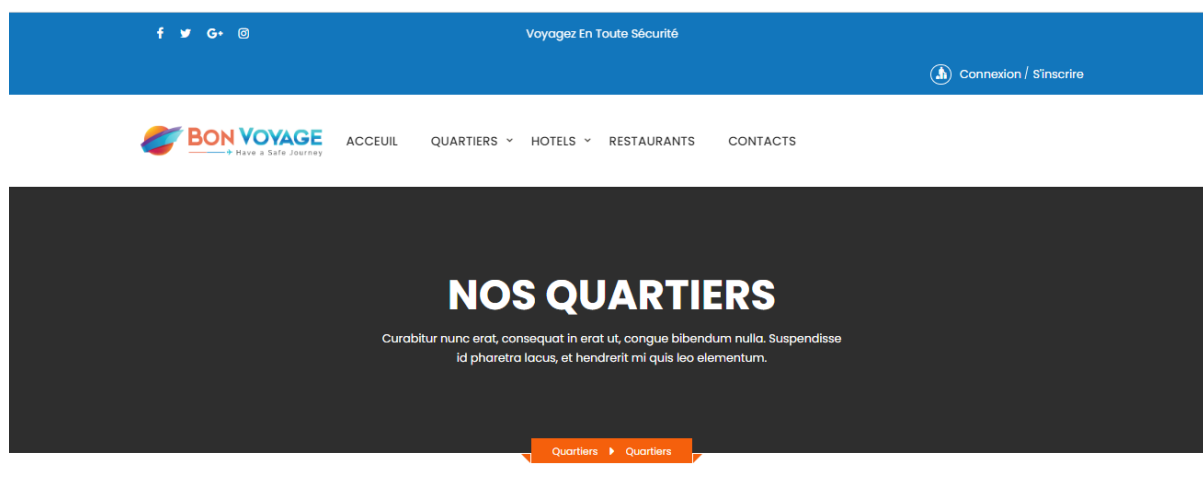 Voyagez En Toute Sécurité
Connexion / S'inscrire
BON VOYAGE
Have a Safe Journey
ACCEUIL QUARTIERS HOTELS RESTAURANTS CONTACTS
NOS QUARTIERS
Curabitur nunc erat, consequat in erat ut, congue bibendum nulla. Suspendisse
id pharetra lacus, et hendrerit mi quis leo elementum.
Quartiers Quartiers